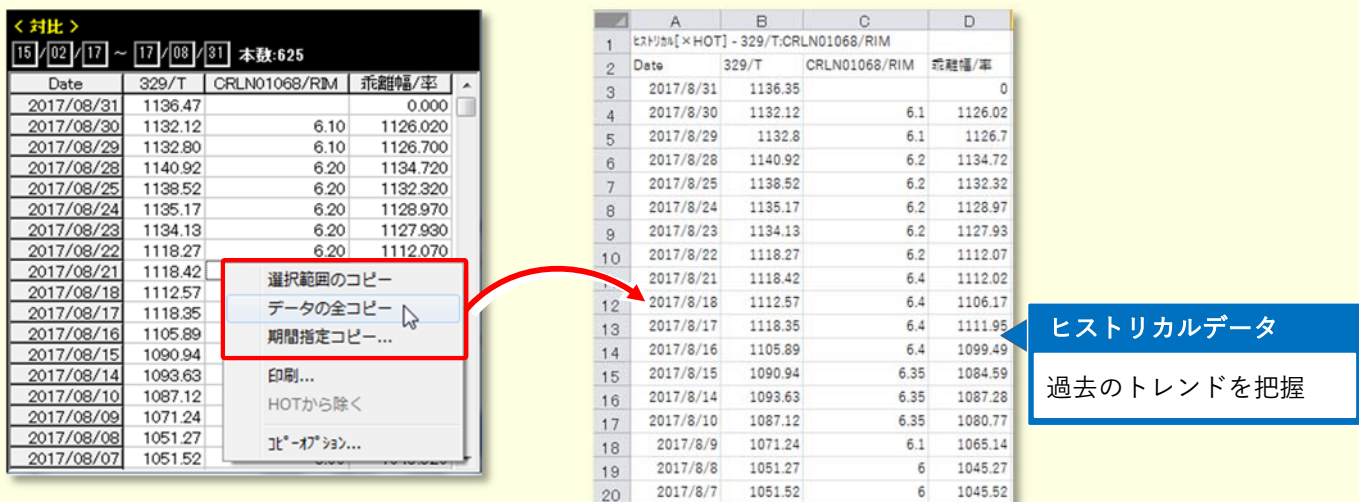 < 対比 >
15/02/17 ~ 17/08/31 本数:625
Date 329/T CRLN01068/RIM 乖離幅/率
2017/08/31 1136.47 0.000
2017/08/30 1132.12 6.10 1126.020
2017/08/29 1132.80 6.10 1126.700
2017/08/28 1140.92 6.20 1134.720
2017/08/25 1138.52 6.20 1132.320
2017/08/24 1135.17 6.20 1128.970
2017/08/23 1134.13 6.20 1127.930
2017/08/22 1118.27 6.20 1112.070
2017/08/21 1118.42
2017/08/18 1112.57
2017/08/17 1118.35
2017/08/16 1105.89
2017/08/15 1090.94
2017/08/14 1093.63
2017/08/10 1087.12
2017/08/09 1071.24
2017/08/08 1051.27
2017/08/07 1051.52
選択範囲のコピー
データの全コピー
期間指定コピー...
印刷...
HOTから除く
ｺﾋﾟｰｵﾌﾟｼｮﾝ...
A B C D
1 ﾋｽﾄﾘｶﾙ[×HOT] - 329/T:CRLN01068/RIM
2 Date 329/T CRLN01068/RIM 乖離幅/率
3 2017/8/31 1136.35 0
4 2017/8/30 1132.12 6.1 1126.02
5 2017/8/29 1132.8 6.1 1126.7
6 2017/8/28 1140.92 6.2 1134.72
7 2017/8/25 1138.52 6.2 1132.32
8 2017/8/24 1135.17 6.2 1128.97
9 2017/8/23 1134.13 6.2 1127.93
10 2017/8/22 1118.27 6.2 1112.07
2017/8/21 1118.42 6.4 1112.02
12 2017/8/18 1112.57 6.4 1106.17
13 2017/8/17 1118.35 6.4 1111.95
14 2017/8/16 1105.89 6.4 1099.49
15 2017/8/15 1090.94 6.35 1084.59
16 2017/8/14 1093.63 6.35 1087.28
17 2017/8/10 1087.12 6.35 1080.77
18 2017/8/9 1071.24 6.1 1065.14
19 2017/8/8 1051.27 6 1045.27
20 2017/8/7 1051.52 6 1045.52
ヒストリカルデータ
過去のトレンドを把握